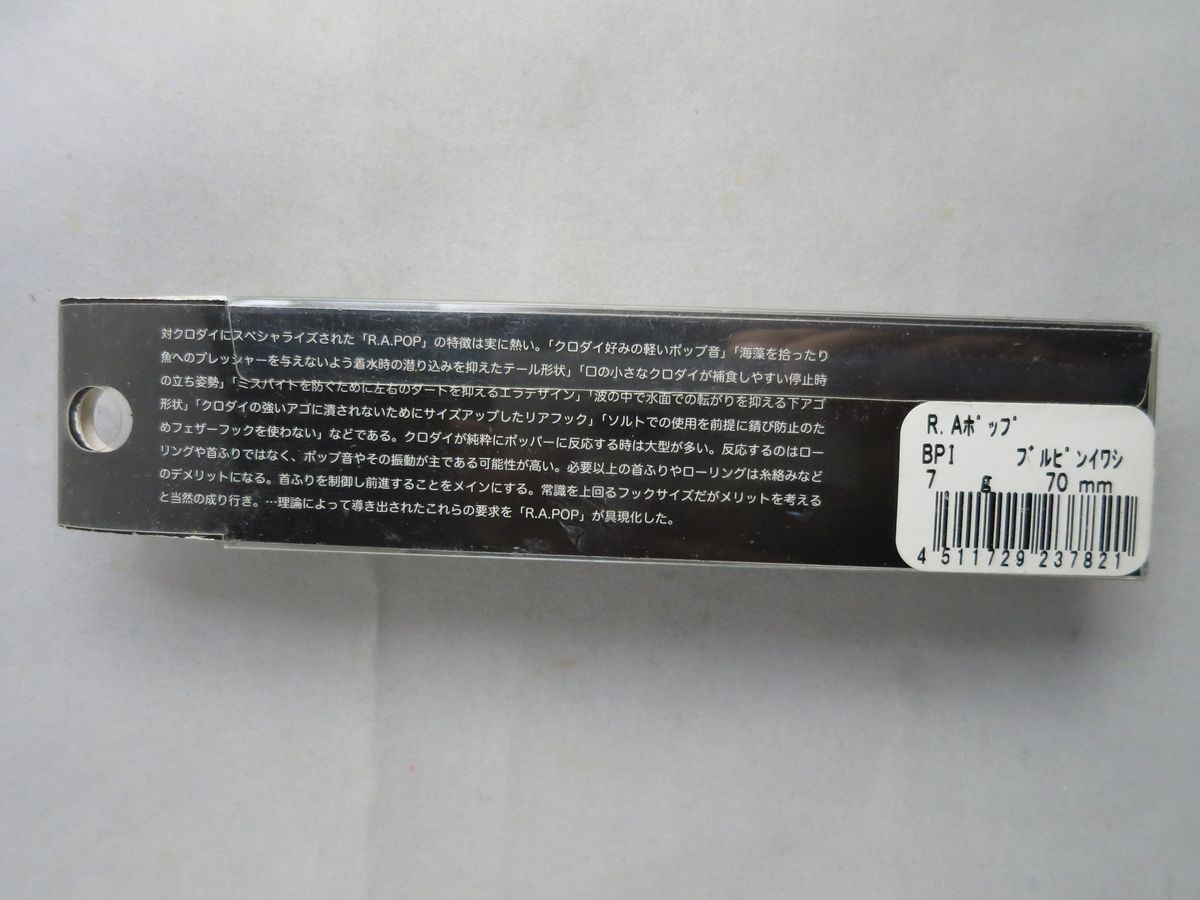 対クロダイにスペシャライズされた「R.A.POP」の特徴は実に熱い。「クロダイ好みの軽いポップ音」「海藻を拾ったり
魚へのプレッシャーを与えないよう着水時の潜り込みを抑えたテール形状」「口の小さなクロダイが補食しやすい停止時
の立ち姿勢」「ミスバイトを防ぐために左右のダートを抑えるエラデザイン」「波の中で水面での転がりを抑える下アゴ
形状」「クロダイの強いアゴに潰されないためにサイズアップしたリアフック」「ソルトでの使用を前提に錆び防止のた
めフェザーフックを使わない」などである。クロダイが純粋にポッパーに反応する時は大型が多い。反応するのはロー
リングや首ふりではなく、ポップ音やその振動が主である可能性が高い。必要以上の首ふりやローリングは糸絡みなど
のデメリットになる。首ふりを制御し前進することをメインにする。常識を上回るフックサイズだがメリットを考える
と当然の成り行き。…理論によって導き出されたこれらの要求を「R.A.POP」が具現化した。
R.Aﾎﾟｯﾌﾟ
BPI ﾌﾞﾙﾋﾟﾝｲﾜｼ
7 g 70 mm
4 511729 237821